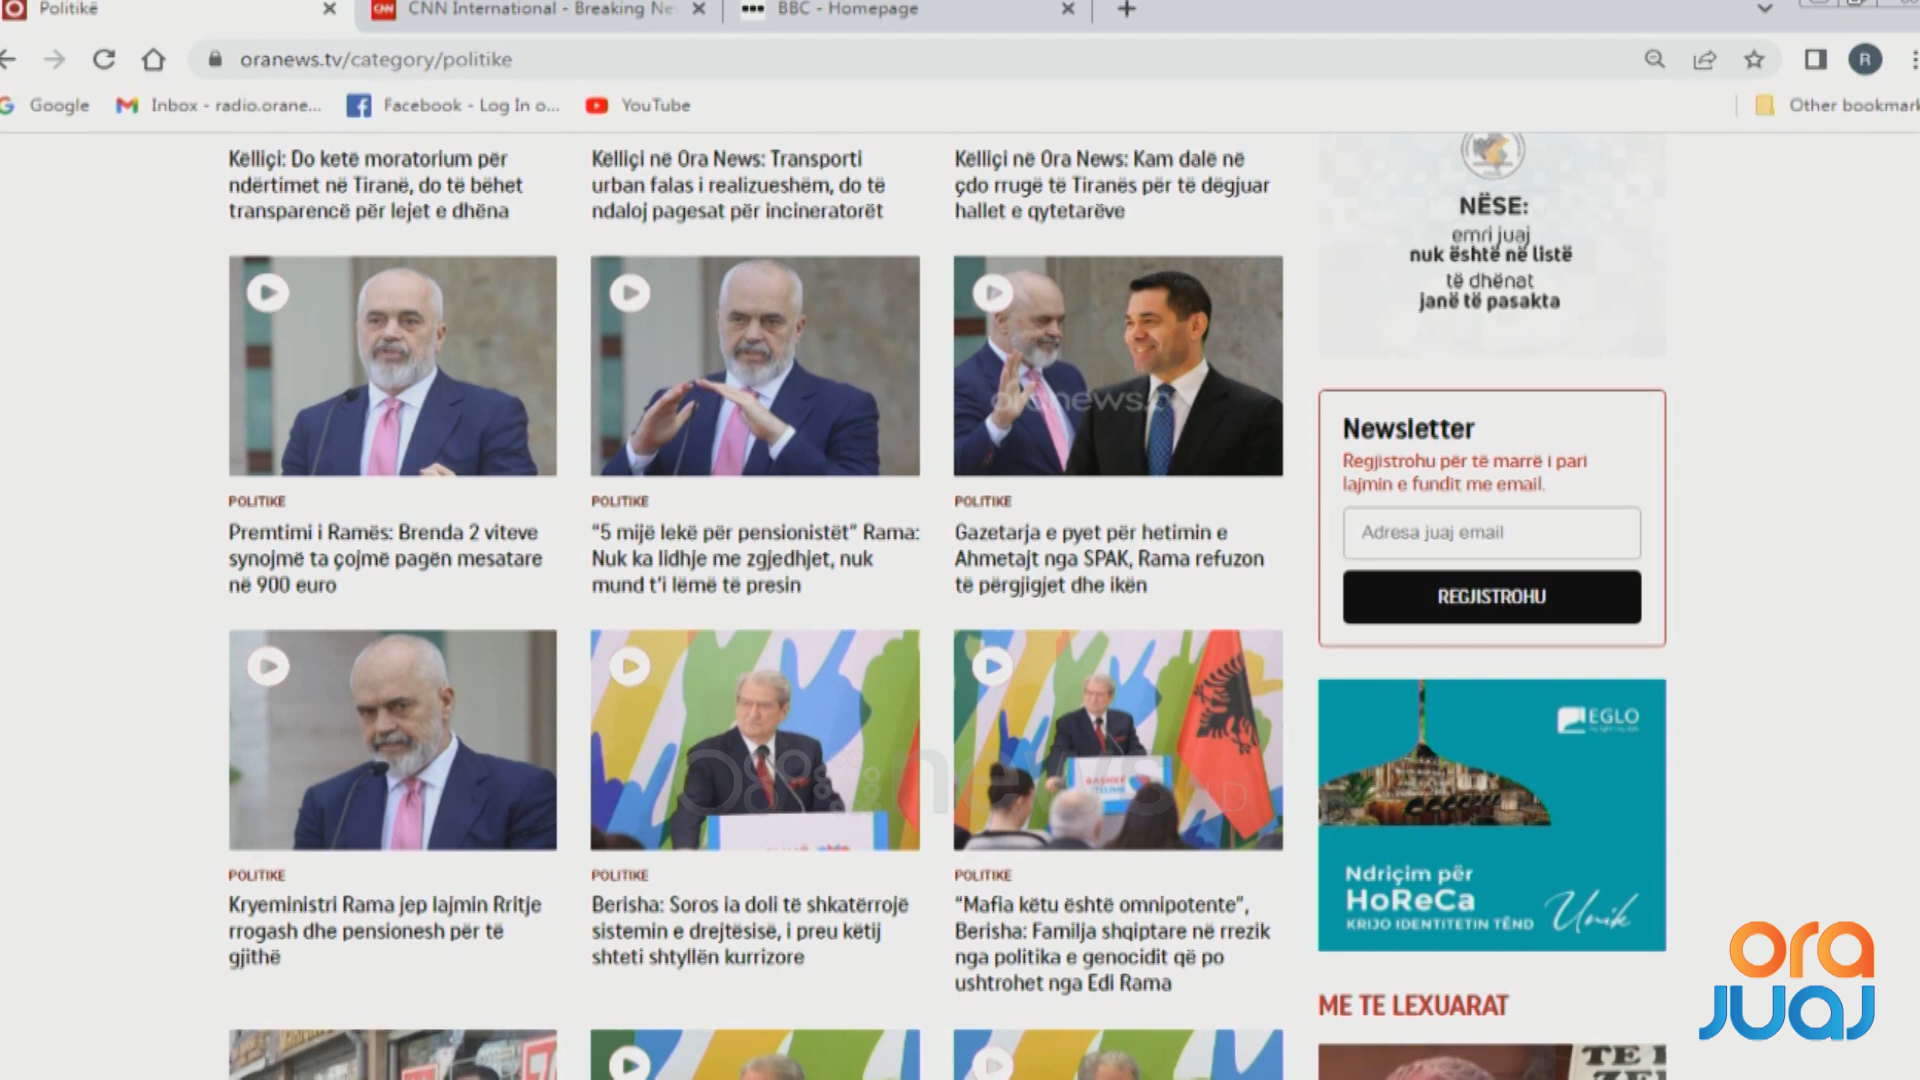 Politikë
CNN International - Breaking Ne
BBC - Homepage
oranews.tv/category/politike
R
Google
Inbox - radio.orane...
Facebook - Log In o...
YouTube
Other bookmark
Këlliçi: Do ketë moratorium për
ndërtimet në Tiranë, do të bëhet
transparencë për lejet e dhëna
Këlliçi në Ora News: Transporti
urban falas i realizueshëm, do të
ndaloj pagesat për incineratorët
Këlliçi në Ora News: Kam dalë në
çdo rrugë të Tiranës për të dëgjuar
hallet e qytetarëve
NËSE:
emri juaj
nuk është në listë
të dhënat
janë të pasakta
oranews.
POLITIKE
Premtimi i Ramës: Brenda 2 viteve
synojmë ta çojmë pagën mesatare
në 900 euro
POLITIKE
"5 mijë lekë për pensionistët" Rama:
Nuk ka lidhje me zgjedhjet, nuk
mund t'i lëmë të presin
POLITIKE
Gazetarja e pyet për hetimin e
Ahmetajt nga SPAK, Rama refuzon
të përgjigjet dhe ikën
Newsletter
Regjistrohu për të marrë i pari
lajmin e fundit me email.
Adresa juaj email
REGJISTROHU
BASHKË
news
POLITIKE
Kryeministri Rama jep lajmin Rritje
rrogash dhe pensionesh për të
gjithë
POLITIKE
Berisha: Soros ia doli të shkatërrojë
sistemin e drejtësisë, i preu këtij
shteti shtyllën kurrizore
POLITIKE
"Mafia këtu është omnipotente",
Berisha: Familja shqiptare në rrezik
nga politika e genocidit që po
ushtrohet nga Edi Rama
EGLO
Ndriçim për
HoReCa
KRIJO IDENTITETIN TËND
Unik
ME TE LEXUARAT
ora
juaj